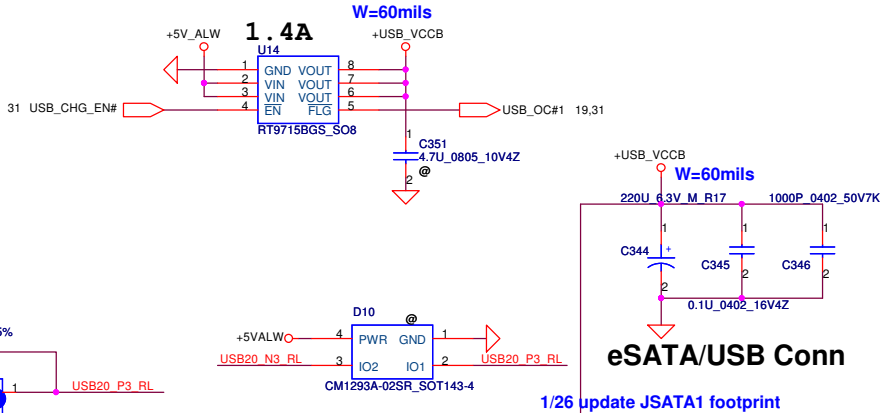 W=60mils
+5V_ALW
1.4A
+USB_VCCB
U14
1 GND VOUT 8
2 VIN VOUT 7
3 VIN VOUT 6
4 EN FLG 5
31 USB_CHG_EN#
USB_OC#1 19,31
RT9715BGS_SO8
1
C351
4.7U_0805_10V4Z
@
2
+USB_VCCB
W=60mils
220U_6.3V_M_R17
1000P_0402_50V7K
1 1 1
C344 +
C345
C346
2 2 2
0.1U_0402_16V4Z
D10
@
+5VALW
4 PWR GND 1
USB20_N3_RL 3 IO2 IO1 2 USB20_P3_RL
CM1293A-02SR_SOT143-4
5%
1 USB20_P3_RL
eSATA/USB Conn
1/26 update JSATA1 footprint